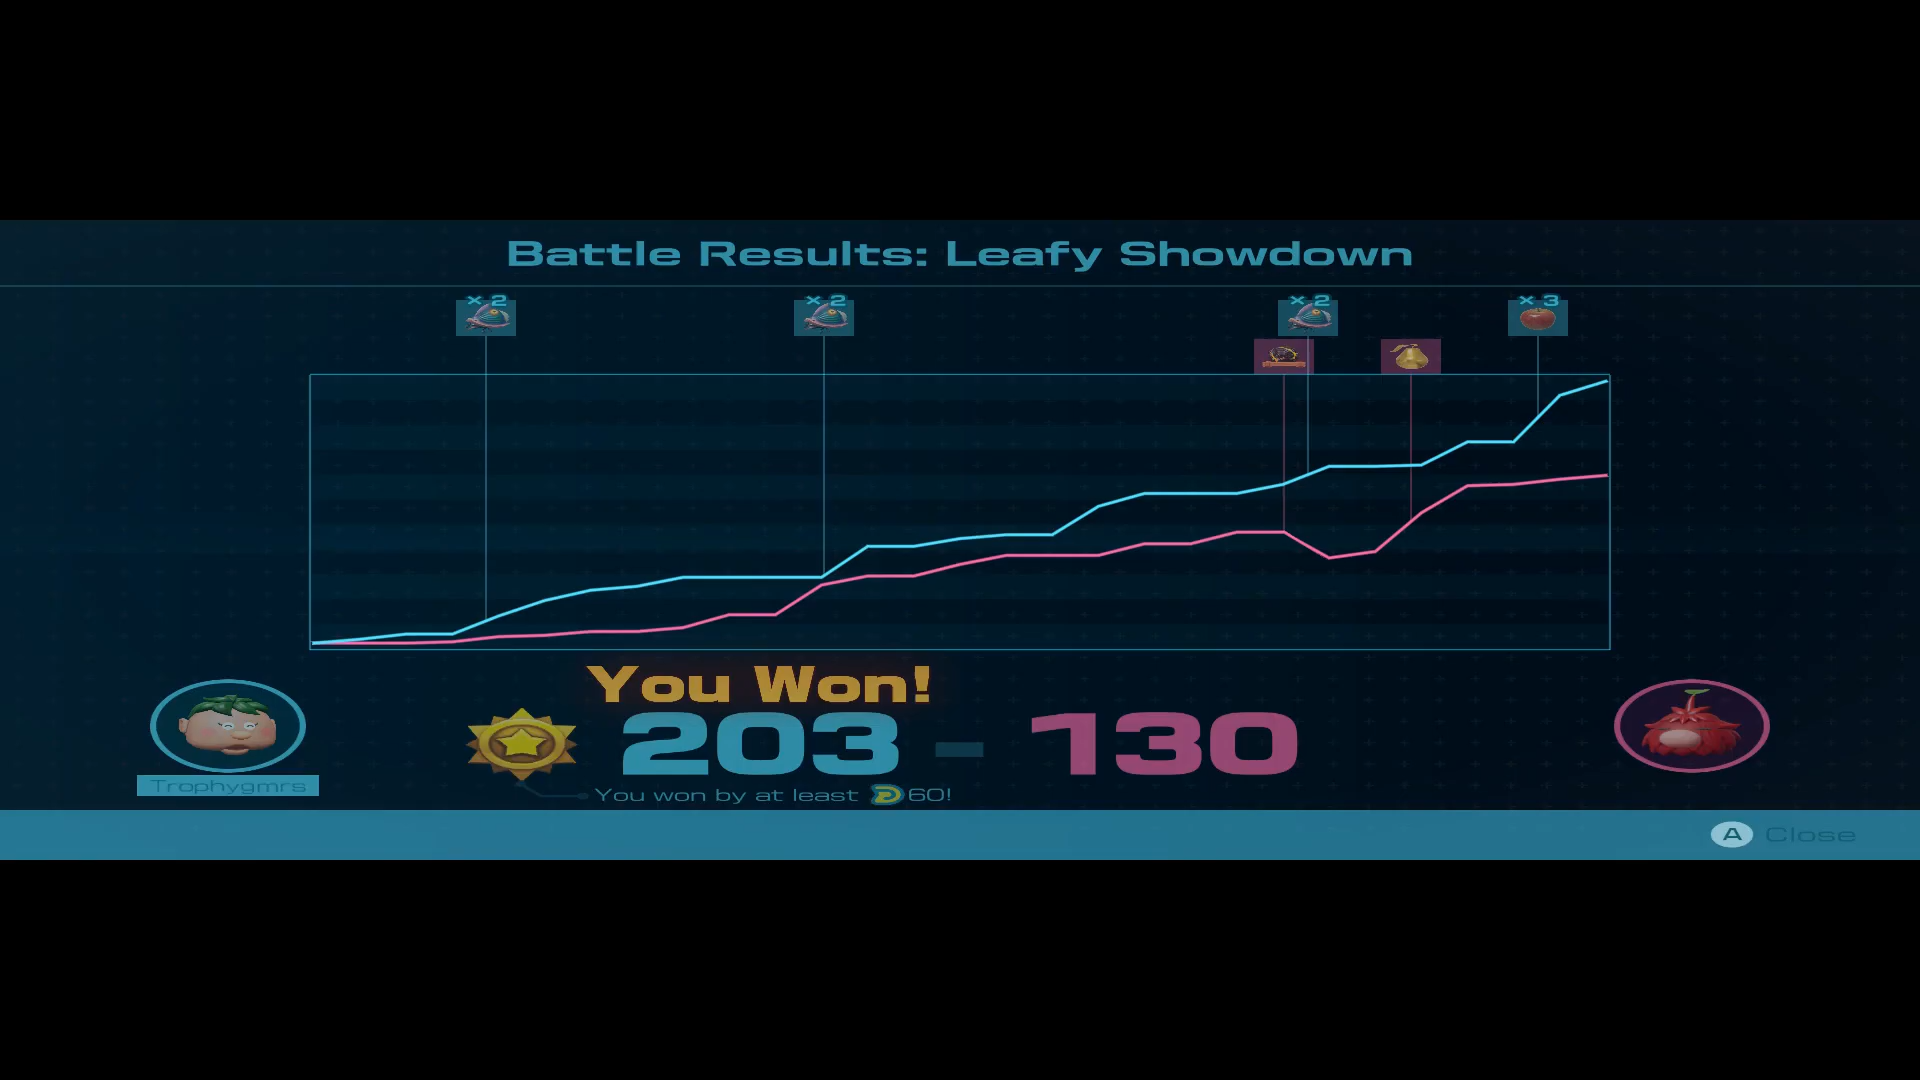 Battle Results: Leafy Showdown
× 2
× 2
× 2
× 3
You Won!
203 - 130
Trophygmrs
You won by at least 60!
A Close